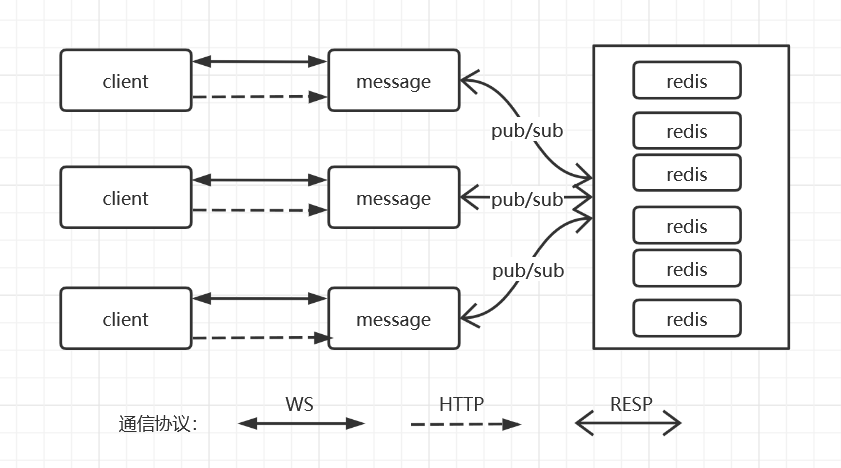 client
message
redis
pub/sub
redis
redis
client
message
pub/sub
redis
pub/sub
redis
client
message
redis
通信协议：
WS
HTTP
RESP